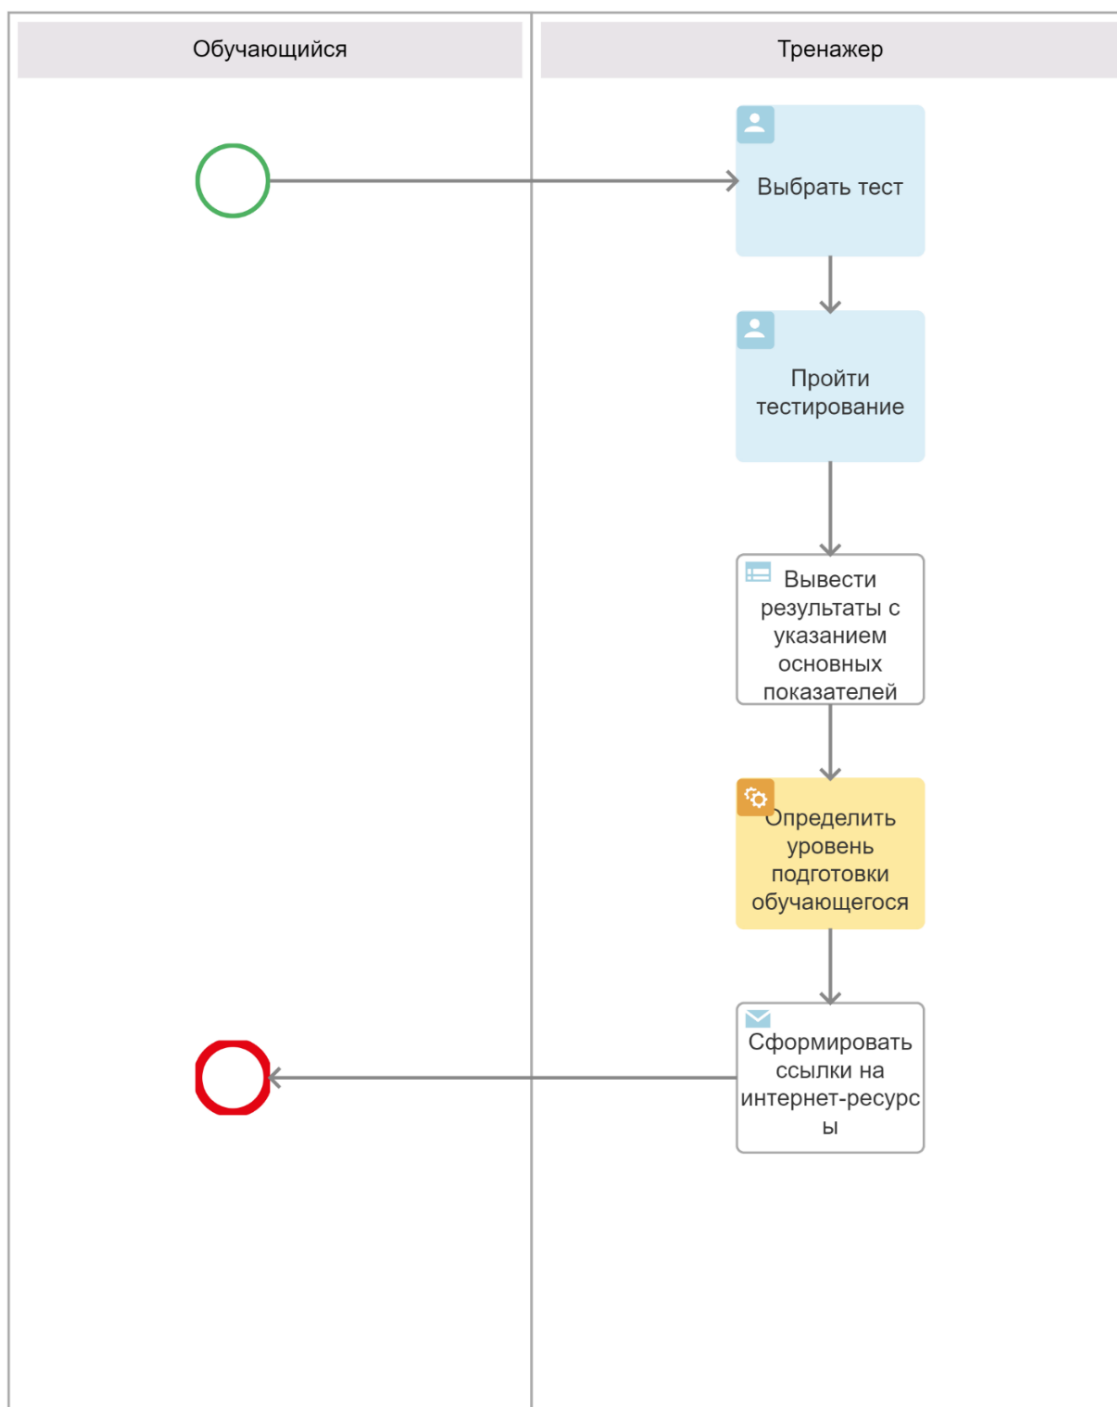 Обучающийся
Тренажер
Выбрать тест
Пройти
тестирование
Вывести
результаты с
указанием
основных
показателей
Определить
уровень
подготовки
обучающегося
Сформировать
ссылки на
интернет-ресурс
ы